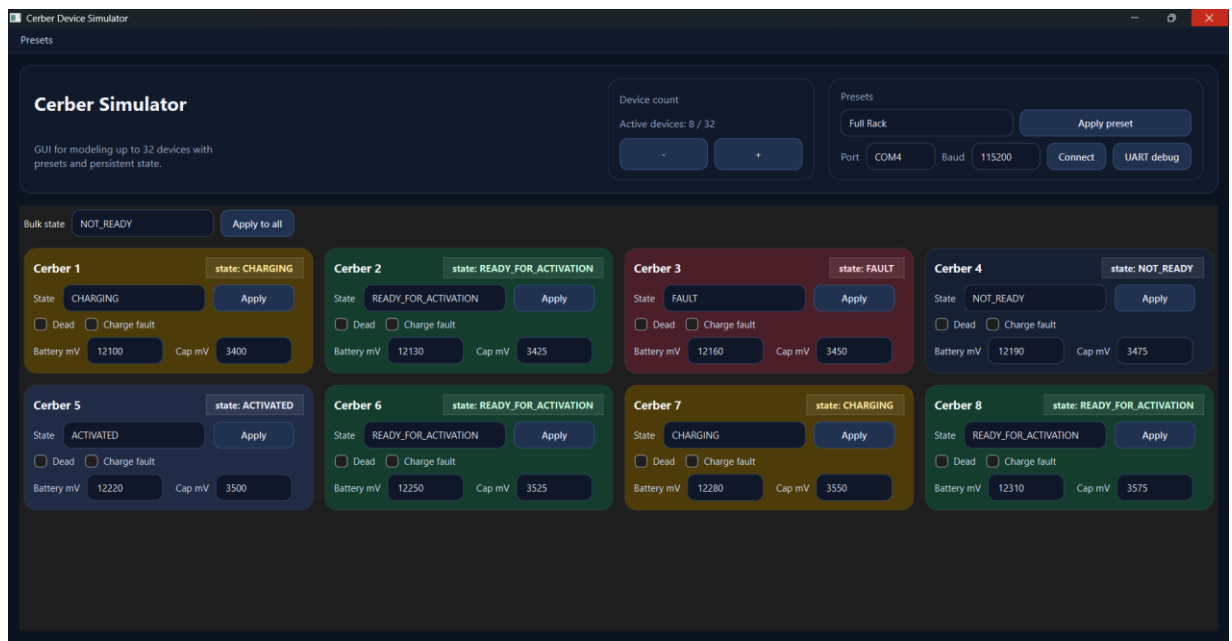 Cerber Device Simulator
Presets
Cerber Simulator
GUI for modeling up to 32 devices with
presets and persistent state.
Device count
Active devices: 8 / 32
- +
Presets
Full Rack Apply preset
Port COM4 Baud 115200 Connect UART debug
Bulk state NOT_READY Apply to all
Cerber 1 state: CHARGING
State CHARGING Apply
Dead Charge fault
Battery mV 12100 Cap mV 3400
Cerber 2 state: READY_FOR_ACTIVATION
State READY_FOR_ACTIVATION Apply
Dead Charge fault
Battery mV 12130 Cap mV 3425
Cerber 3 state: FAULT
State FAULT Apply
Dead Charge fault
Battery mV 12160 Cap mV 3450
Cerber 4 state: NOT_READY
State NOT_READY Apply
Dead Charge fault
Battery mV 12190 Cap mV 3475
Cerber 5 state: ACTIVATED
State ACTIVATED Apply
Dead Charge fault
Battery mV 12220 Cap mV 3500
Cerber 6 state: READY_FOR_ACTIVATION
State READY_FOR_ACTIVATION Apply
Dead Charge fault
Battery mV 12250 Cap mV 3525
Cerber 7 state: CHARGING
State CHARGING Apply
Dead Charge fault
Battery mV 12280 Cap mV 3550
Cerber 8 state: READY_FOR_ACTIVATION
State READY_FOR_ACTIVATION Apply
Dead Charge fault
Battery mV 12310 Cap mV 3575